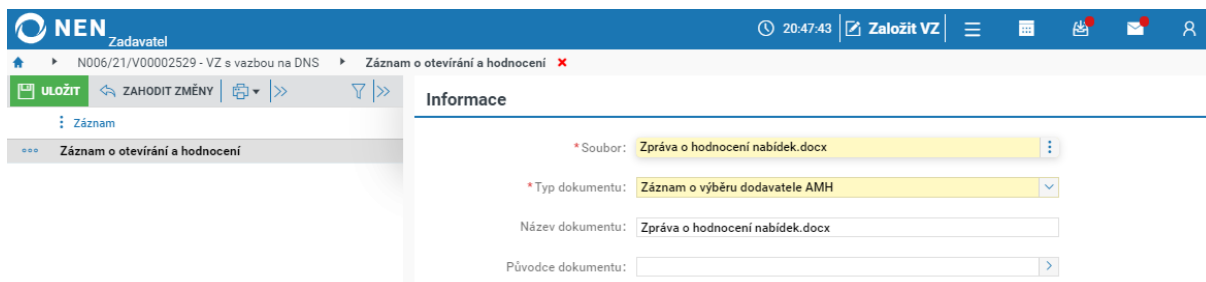 NEN
Zadavatel
20:47:43 Založit VZ
N006/21/V00002529 - VZ s vazbou na DNS Záznam o otevírání a hodnocení
ULOŽIT ZAHODIT ZMĚNY
Informace
Záznam
Záznam o otevírání a hodnocení
* Soupor: Zpráva o hodnocení nabídek.docx
* Typ dokumentu: Záznam o výběru dodavatele AMH
Název dokumentu: Zpráva o hodnocení nabídek.docx
Původce dokumentu: